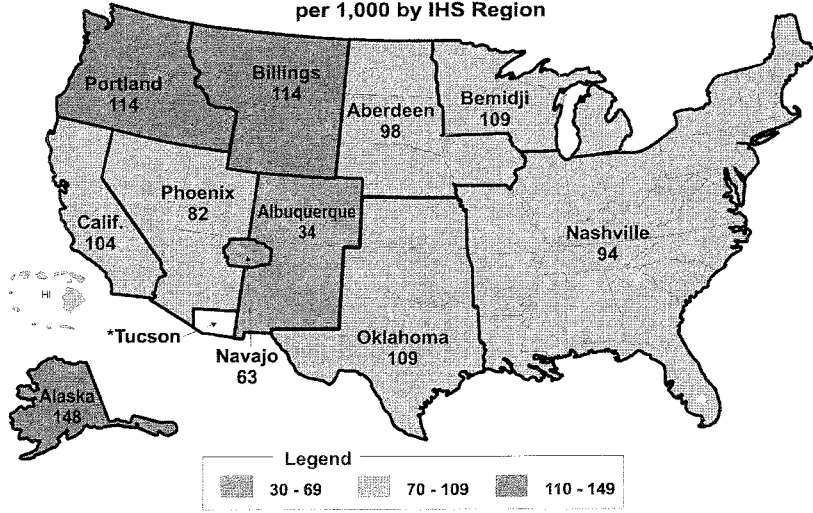 per 1,000 by IHS Region
Portland
114
Billings
114
Aberdeen
98
Bemidji
109
Phoenix
82
Albuquerque
34
Calif.
104
Nashville
94
HI
*Tucson
Navajo
63
Oklahoma
109
Alaska
148
Legend
30 - 69
70 - 109
110 - 149